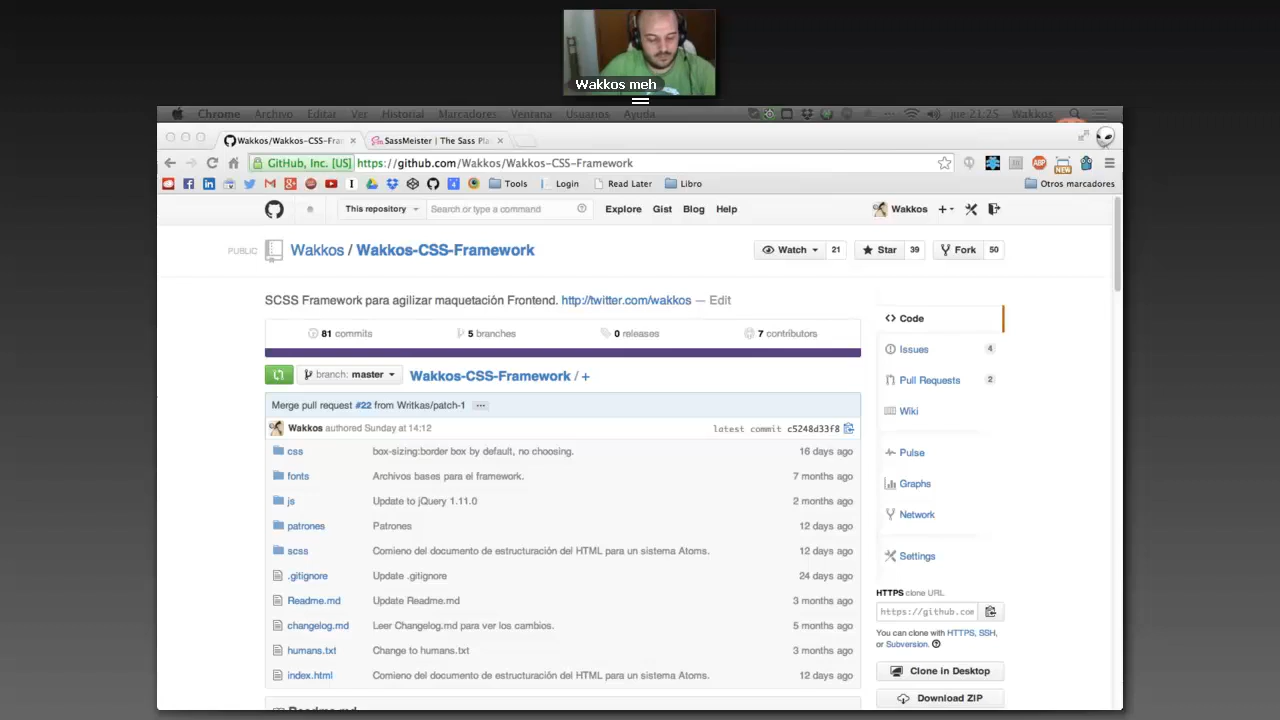 Wakkos meh
Chrome Archivo Editar Ver Historial Marcadores Ventana Usuarios Ayuda jue 21:25 Wakkos
Wakkos/Wakkos-CSS-Fram SassMeister | The Sass Pla
GitHub, Inc. [US] https://github.com/Wakkos/Wakkos-CSS-Framework ABP NEW
Tools Login Read Later Libro Otros marcadores
This repository Search or type a command Explore Gist Blog Help Wakkos
PUBLIC Wakkos / Wakkos-CSS-Framework Watch 21 Star 39 Fork 50
SCSS Framework para agilizar maquetación Frontend. http://twitter.com/wakkos — Edit
81 commits 5 branches 0 releases 7 contributors
branch: master Wakkos-CSS-Framework / +
Merge pull request #22 from Writkas/patch-1 ...
Wakkos authored Sunday at 14:12 latest commit c5248d33f8
css box-sizing:border box by default, no choosing. 16 days ago
fonts Archivos bases para el framework. 7 months ago
js Update to jQuery 1.11.0 2 months ago
patrones Patrones 12 days ago
scss Comieno del documento de estructuración del HTML para un sistema Atoms. 12 days ago
.gitignore Update .gitignore 24 days ago
Readme.md Update Readme.md 3 months ago
changelog.md Leer Changelog.md para ver los cambios. 5 months ago
humans.txt Change to humans.txt 3 months ago
index.html Comieno del documento de estructuración del HTML para un sistema Atoms. 12 days ago
Readme.md
Code
Issues 4
Pull Requests 2
Wiki
Pulse
Graphs
Network
Settings
HTTPS clone URL
https://github.com
You can clone with HTTPS, SSH,
or Subversion.
Clone in Desktop
Download ZIP